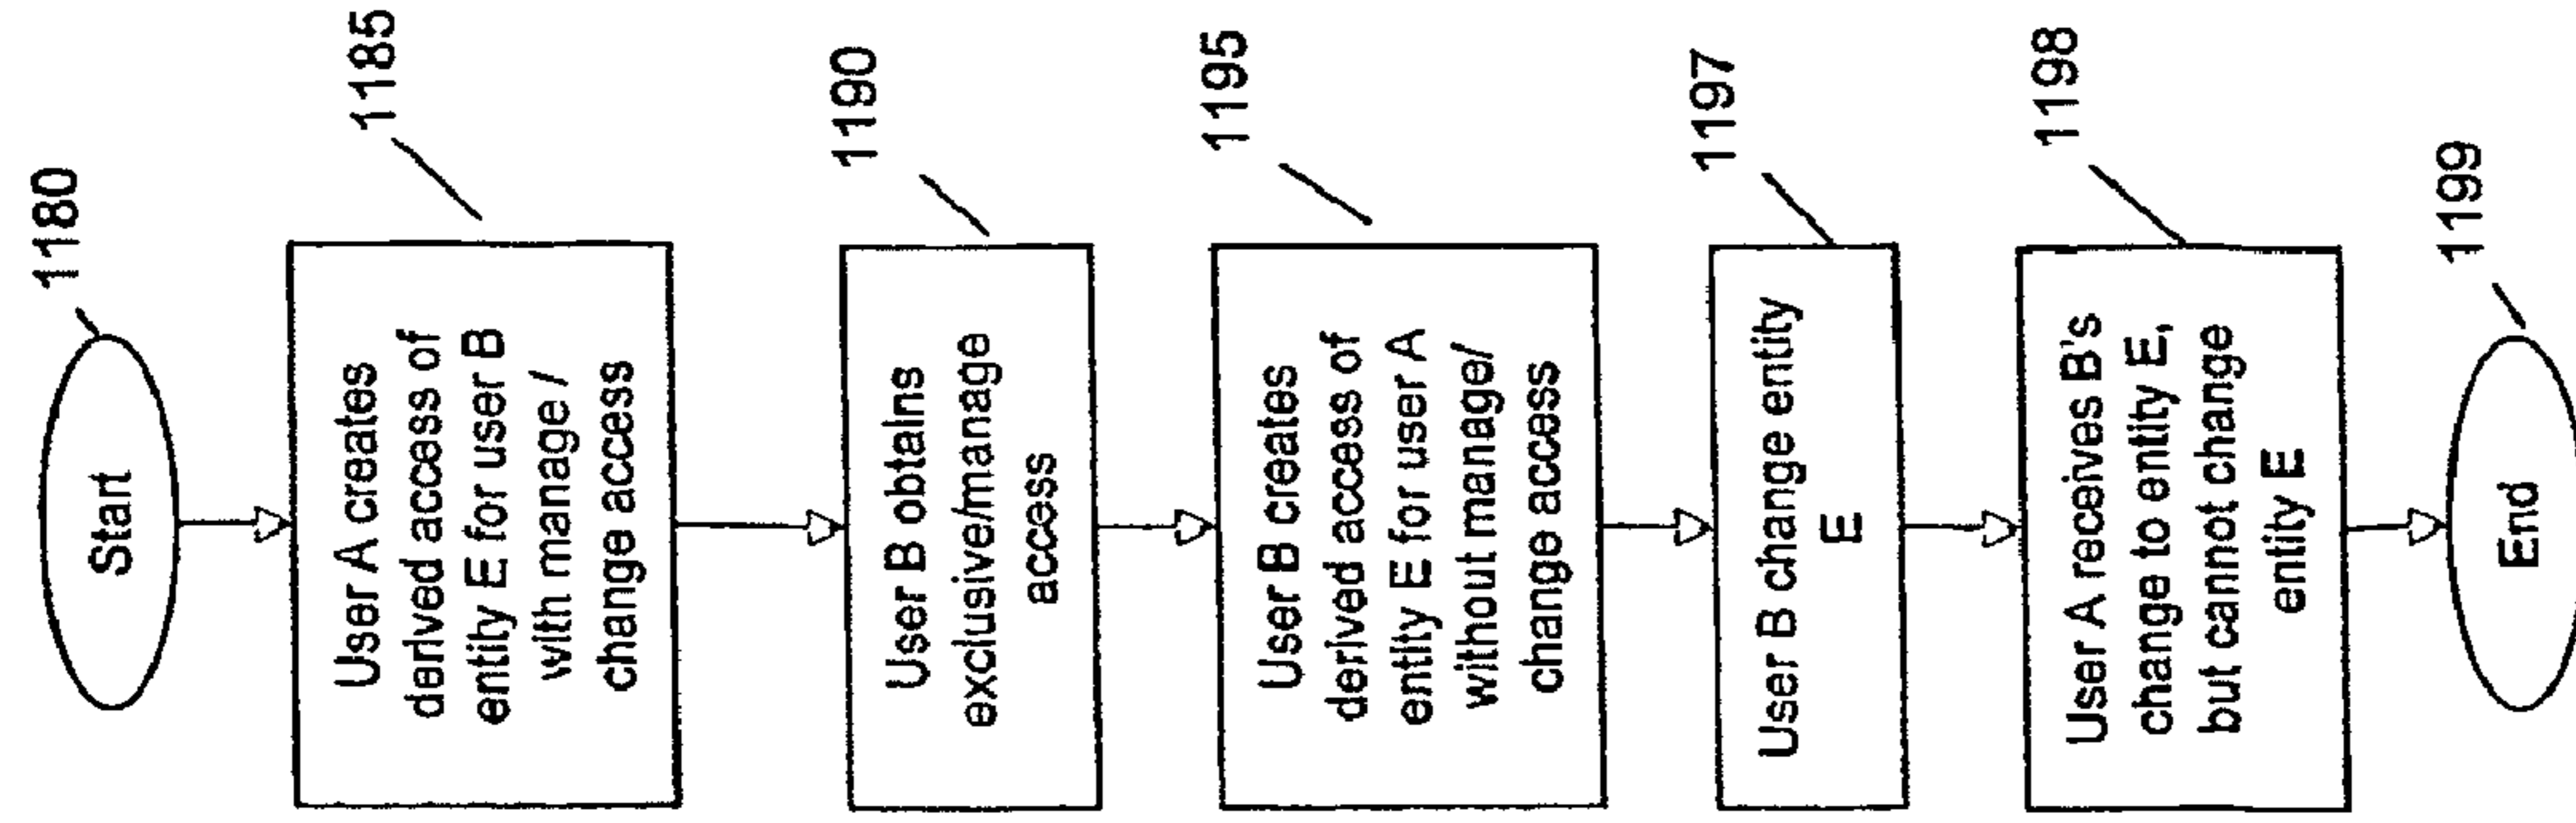 1180
Start
1185
User A creates
derived access of
entity E for user B
with manage /
change access
1190
User B obtains
exclusive/manage
access
1195
User B creates
derived access of
entity E for user A
without manage/
change access
1197
User B change entity
E
1198
User A receives B's
change to entity E,
but cannot change
entity E
1199
End